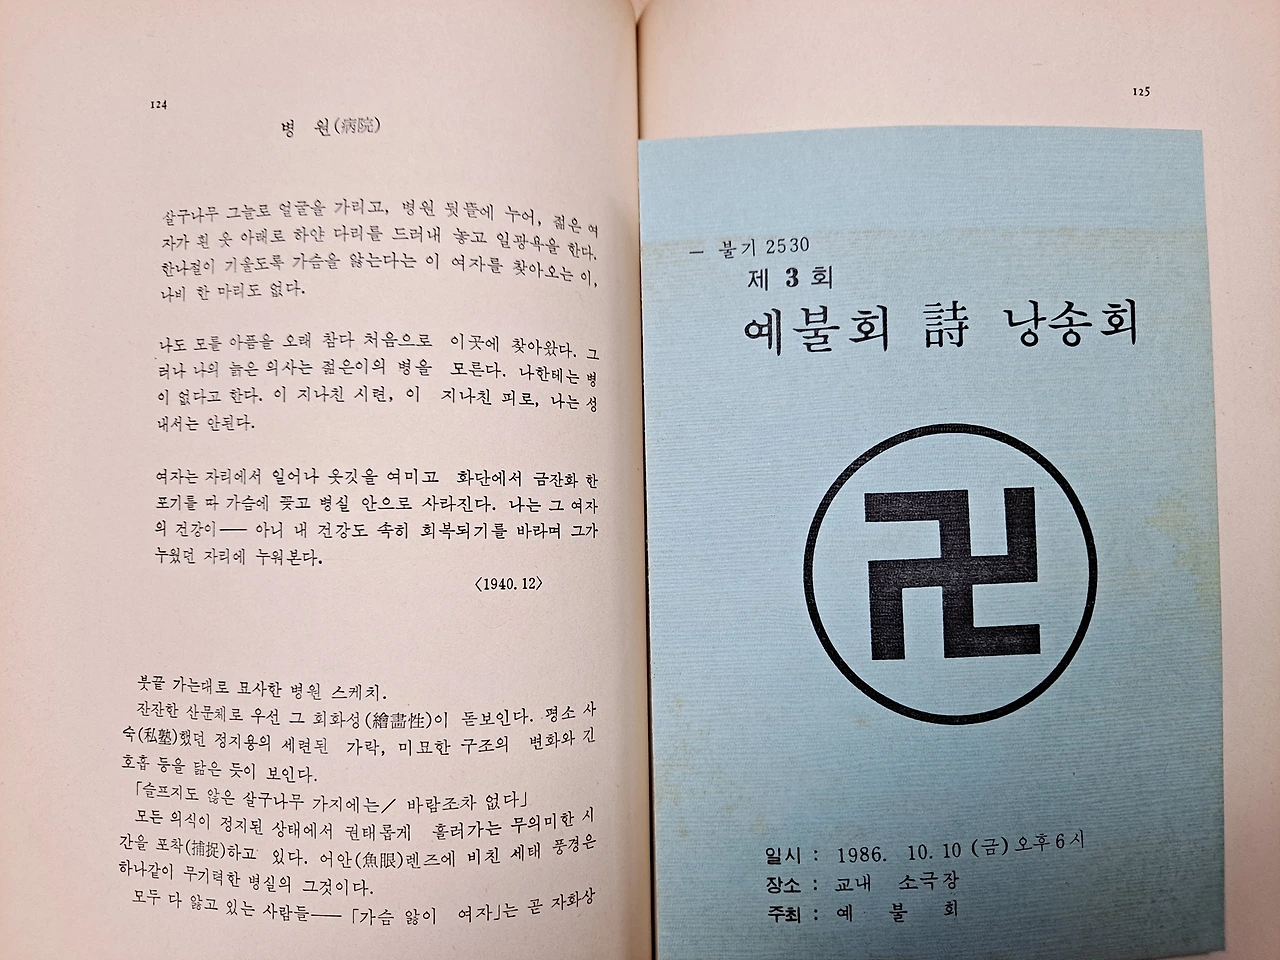 124
병 원(病院)
살구나무 그늘로 얼굴을 가리고, 병원 뒷뜰에 누어, 젊은 여
자가 흰 옷 아래로 하얀 다리를 드러내 놓고 일광욕을 한다.
한나절이 기울도록 가슴을 앓는다는 이 여자를 찾아오는 이,
나비 한 마리도 없다.
나도 모를 아픔을 오래 참다 처음으로 이곳에 찾아왔다. 그
러나 나의 늙은 의사는 젊은이의 병을 모른다. 나한테는 병
이 없다고 한다. 이 지나친 시련, 이 지나친 피로, 나는 성
내서는 안된다.
여자는 자리에서 일어나 옷깃을 여미고 화단에서 금잔화 한
포기를 따 가슴에 꽂고 병실 안으로 사라진다. 나는 그 여자
의 건강이── 아니 내 건강도 속히 회복되기를 바라며 그가
누웠던 자리에 누워본다.
〈1940. 12〉
붓끝 가는대로 묘사한 병원 스케치.
잔잔한 산문체로 우선 그 회화성(繪畵性)이 돋보인다. 평소 사
숙(私塾)했던 정지용의 세련된 가락, 미묘한 구조의 변화와 긴
호흡 등을 닮은 듯이 보인다.
「슬프지도 않은 살구나무 가지에는／ 바람조차 없다」
모든 의식이 정지된 상태에서 권태롭게 흘러가는 무의미한 시
간을 포착(捕捉)하고 있다. 어안(魚眼)렌즈에 비친 세태 풍경은
하나같이 무기력한 병실의 그것이다.
모두 다 앓고 있는 사람들──「가슴 앓이 여자」는 곧 자화상
125
─ 불기 2530
제 3 회
예불회 詩 낭송회
卍
일시 : 1986. 10. 10 (금) 오후 6시
장소 : 교내 소극장
주최 : 예 불 회